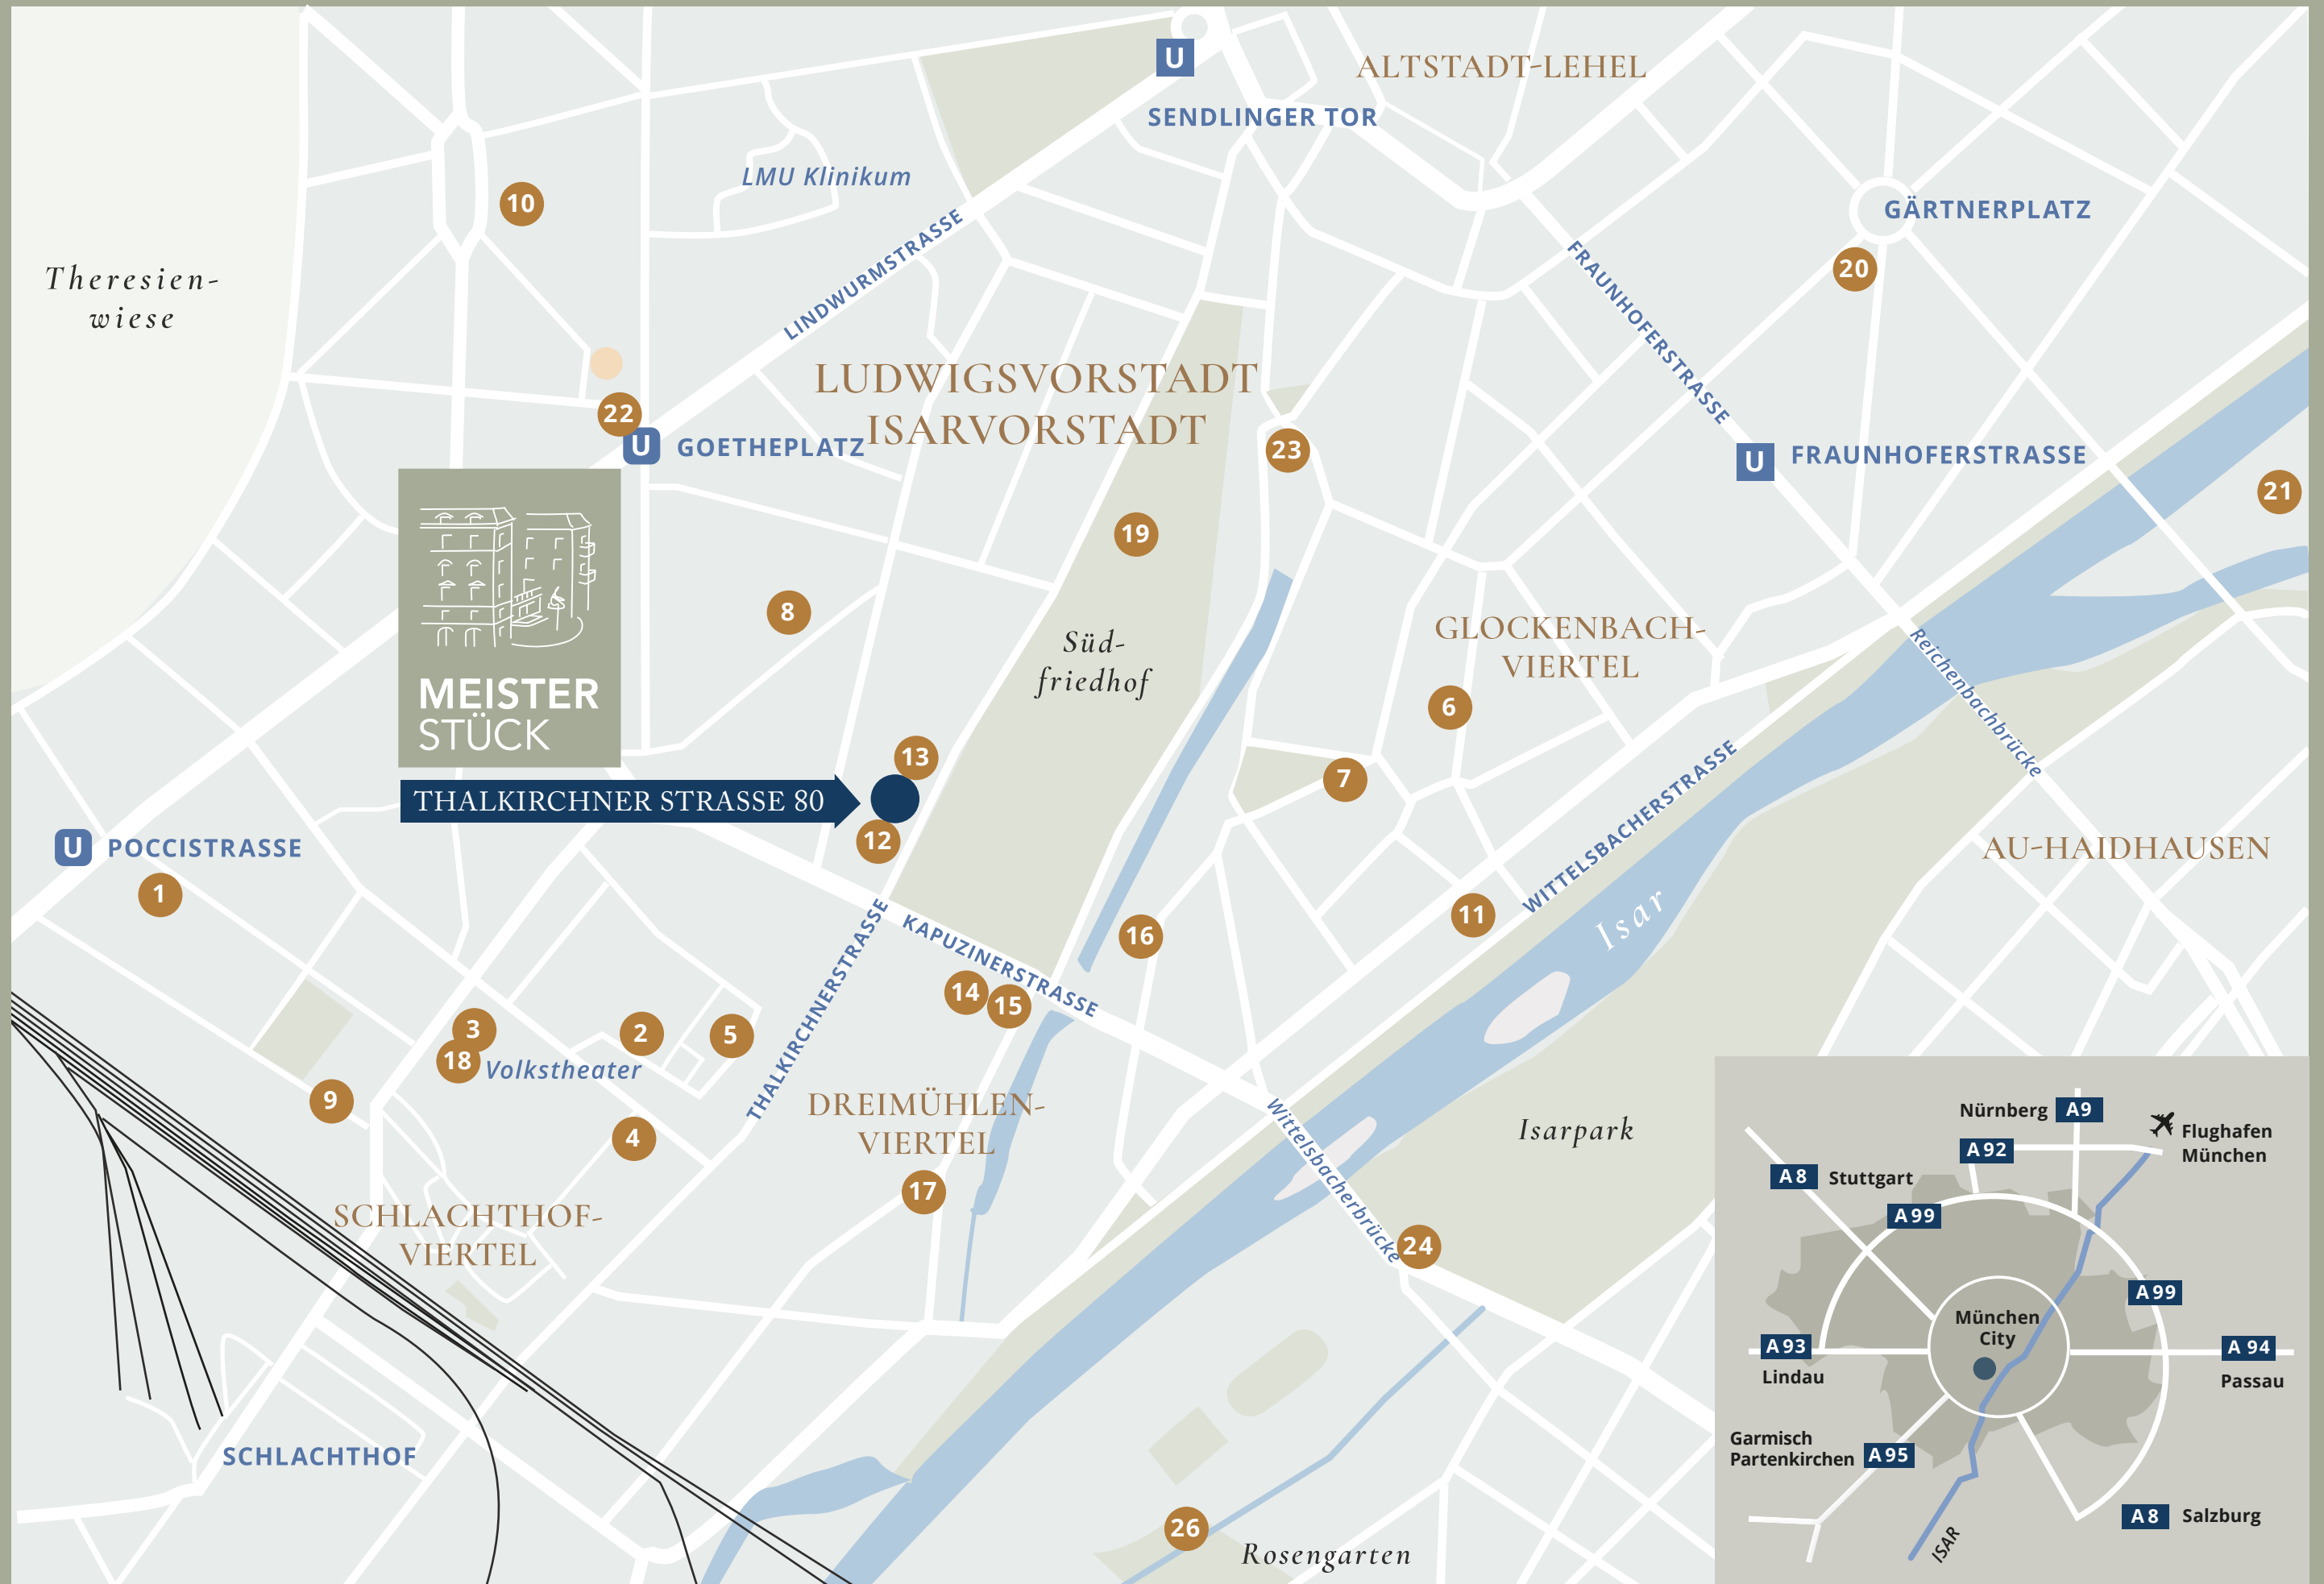 U
SENDLINGER TOR
ALTSTADT-LEHEL
LMU Klinikum
10
GÄRTNERPLATZ
20
Theresien-
wiese
LINDWURMSTRASSE
FRAUNHOFERSTRASSE
LUDWIGSVORSTADT
ISARVORSTADT
22
U
GOETHEPLATZ
23
U
FRAUNHOFERSTRASSE
21
19
8
MEISTER
STÜCK
Süd-
friedhof
GLOCKENBACH-
VIERTEL
Reichenbachbrücke
6
13
7
THALKIRCHNER STRASSE 80
12
WITTELSBACHERSTRASSE
U
POCCISTRASSE
AU-HAIDHAUSEN
1
11
Isar
16
KAPUZINERSTRASSE
THALKIRCHNERSTRASSE
14
15
3
2
5
18
Volkstheater
9
4
DREIMÜHLEN-
VIERTEL
Wittelsbacherbrücke
Isarpark
17
SCHLACHTHOF-
VIERTEL
24
SCHLACHTHOF
26
Rosengarten
Nürnberg
A9
Flughafen
München
A92
A8
Stuttgart
A99
A99
München
City
A93
Lindau
A94
Passau
Garmisch
Partenkirchen
A95
A8
Salzburg
ISAR